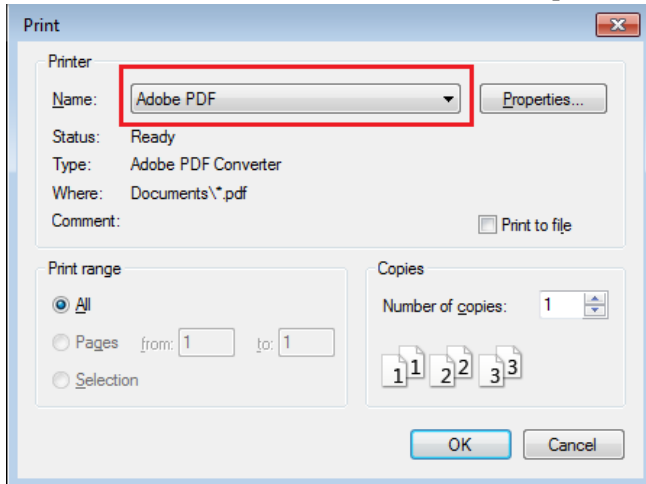 Print
Printer
Name: Adobe PDF Properties...
Status: Ready
Type: Adobe PDF Converter
Where: Documents\*.pdf
Comment: Print to file
Print range
All
Pages from: 1 to: 1
Selection
Copies
Number of copies: 1
1 1 2 2 3 3
OK Cancel